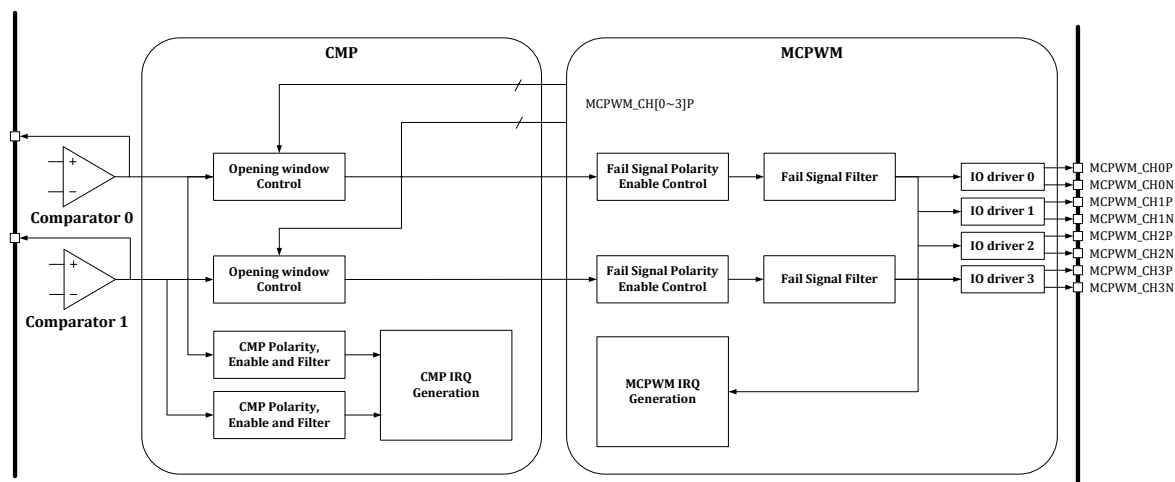 CMP
MCPWM
MCPWM_CH[0~3]P
+
−
Comparator 0
Opening window
Control
Fail Signal Polarity
Enable Control
Fail Signal Filter
IO driver 0
IO driver 1
IO driver 2
IO driver 3
MCPWM_CH0P
MCPWM_CH0N
MCPWM_CH1P
MCPWM_CH1N
MCPWM_CH2P
MCPWM_CH2N
MCPWM_CH3P
MCPWM_CH3N
+
−
Comparator 1
Opening window
Control
Fail Signal Polarity
Enable Control
Fail Signal Filter
CMP Polarity,
Enable and Filter
CMP Polarity,
Enable and Filter
CMP IRQ
Generation
MCPWM IRQ
Generation